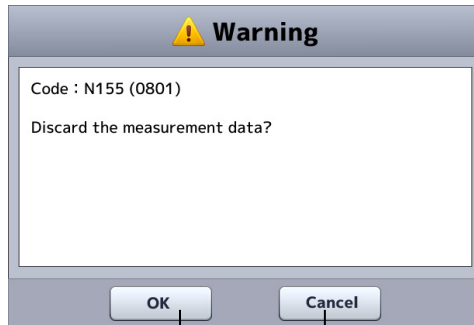 Warning
Code：N155 (0801)
Discard the measurement data?
OK
Cancel